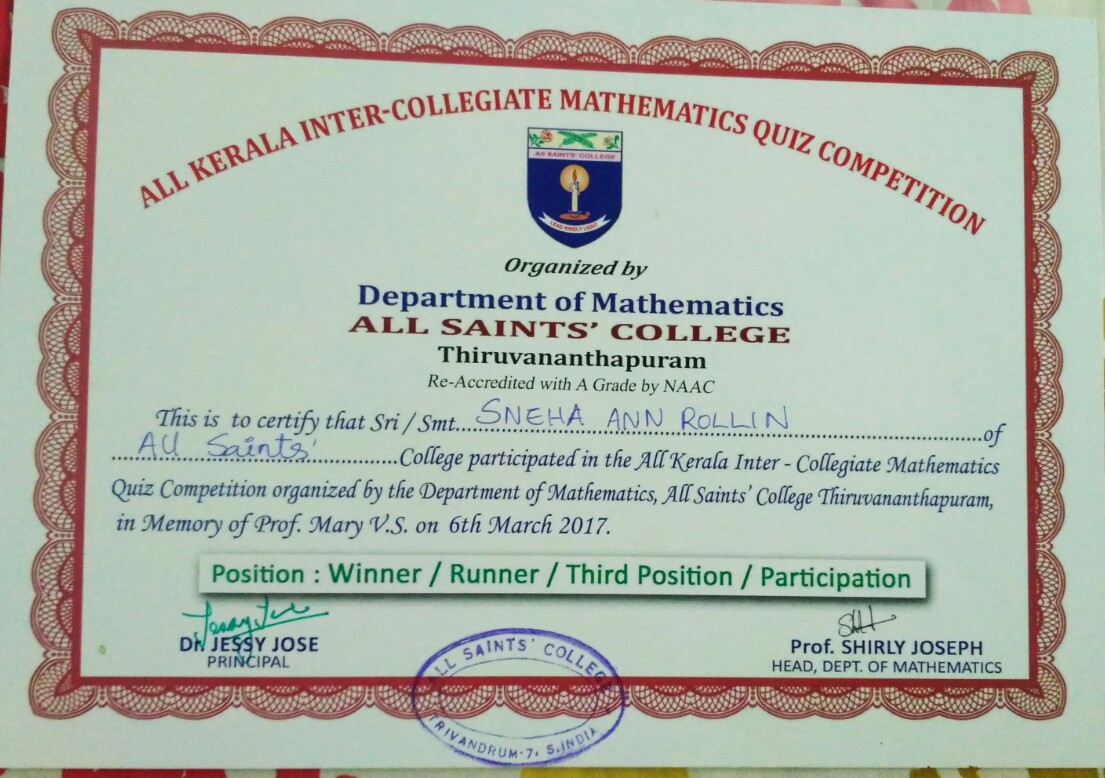 ALL KERALA INTER-COLLEGIATE MATHEMATICS QUIZ COMPETITION
All SAINTS' COLLEGE
LEAD KINDLY LIGHT
Organized by
Department of Mathematics
ALL SAINTS' COLLEGE
Thiruvananthapuram
Re-Accredited with A Grade by NAAC
This is to certify that Sri / Smt. SNEHA ANN ROLLIN of
All Saints' College participated in the All Kerala Inter - Collegiate Mathematics
Quiz Competition organized by the Department of Mathematics, All Saints' College Thiruvananthapuram,
in Memory of Prof. Mary V.S. on 6th March 2017.
Position : Winner / Runner / Third Position / Participation
Jessy Jose
DR. JESSY JOSE
PRINCIPAL
Prof. SHIRLY JOSEPH
HEAD, DEPT. OF MATHEMATICS
ALL SAINTS' COLLEGE
TRIVANDRUM-7, S.INDIA